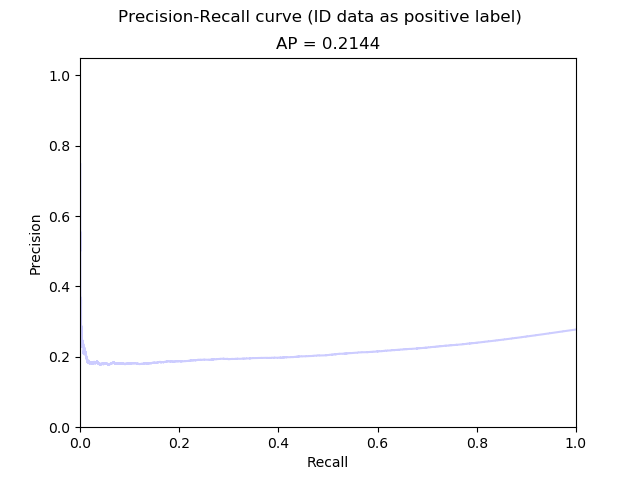 Precision-Recall curve (ID data as positive label)
AP = 0.2144
1.0
0.8
0.6
0.4
0.2
0.0
Precision
0.0 0.2 0.4 0.6 0.8 1.0
Recall